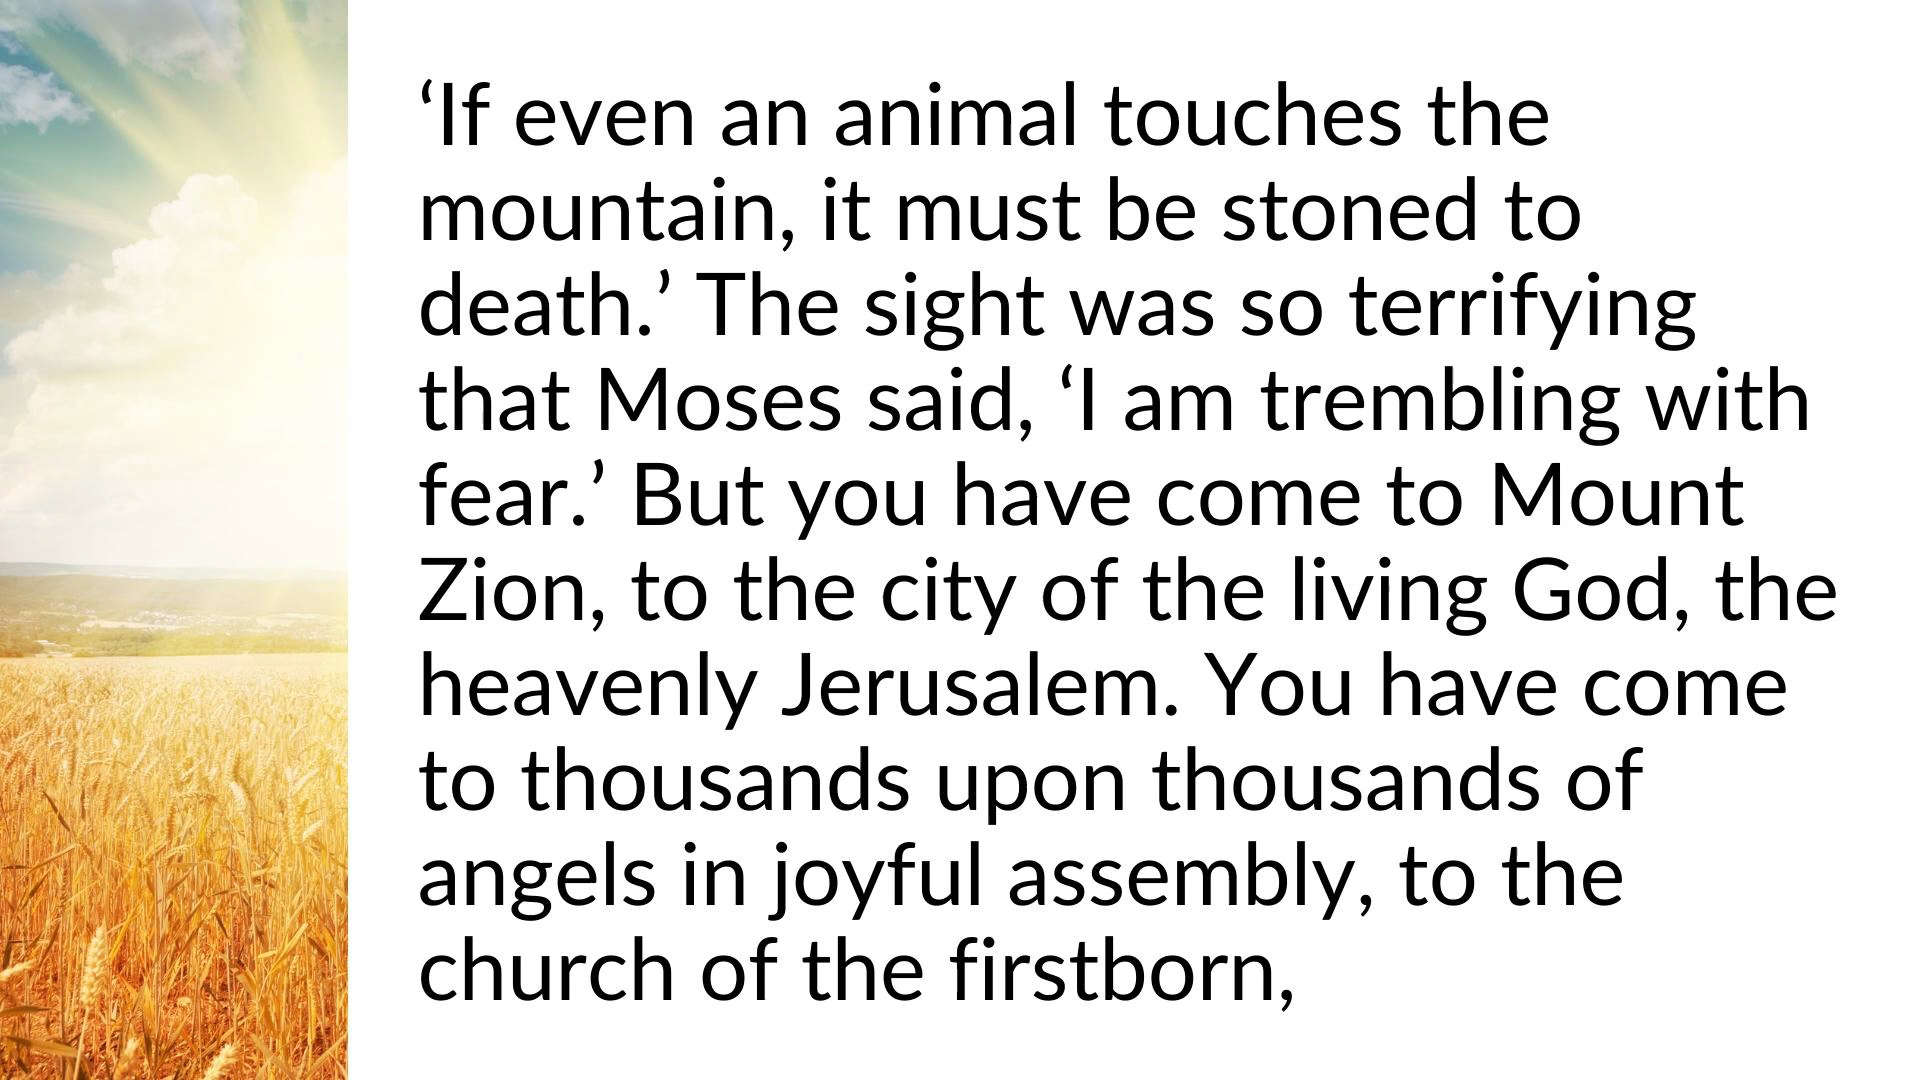 ‘If even an animal touches the
mountain, it must be stoned to
death.’ The sight was so terrifying
that Moses said, ‘I am trembling with
fear.’ But you have come to Mount
Zion, to the city of the living God, the
heavenly Jerusalem. You have come
to thousands upon thousands of
angels in joyful assembly, to the
church of the firstborn,